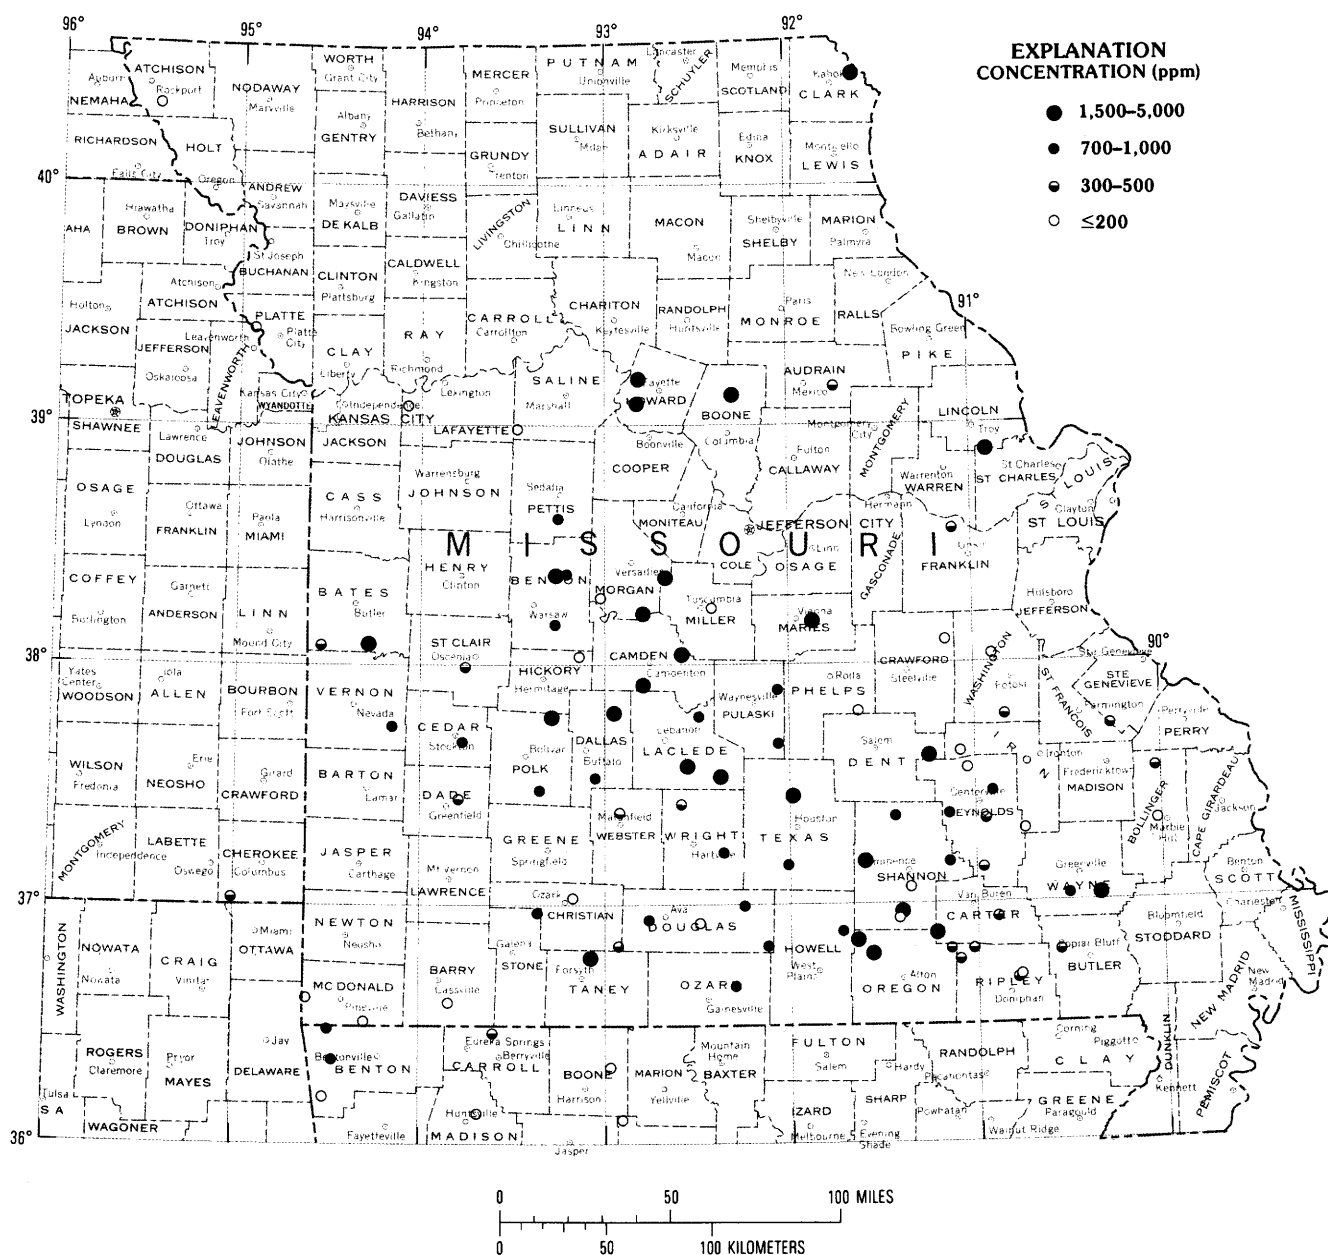 96°
95°
94°
93°
92°
EXPLANATION
CONCENTRATION (ppm)
1,500–5,000
700–1,000
300–500
≤200
ATCHISON
Rockport
Auburn
NEMAHA
NODAWAY
Maryville
WORTH
Grant City
HARRISON
Bethany
MERCER
Princeton
PUTNAM
Unionville
Lancaster
SCHUYLER
Memphis
SCOTLAND
CLARK
RICHARDSON
Falls City
HOLT
Oregon
Albany
GENTRY
GRUNDY
Trenton
SULLIVAN
Milan
Kirksville
ADAIR
Edina
KNOX
Monticello
LEWIS
40°
ANDREW
Savannah
Maysville
DE KALB
DAVIESS
Gallatin
LIVINGSTON
Chillicothe
Linneus
LINN
MACON
Macon
Shelbyville
SHELBY
MARION
Palmyra
Hiawatha
AHA
BROWN
DONIPHAN
Troy
St Joseph
BUCHANAN
CLINTON
Plattsburg
CALDWELL
Kingston
New London
RALLS
91°
Holton
JACKSON
Atchison
ATCHISON
PLATTE
Platte
City
CLAY
Liberty
RAY
Richmond
CARROLL
Carrollton
CHARITON
Keytesville
RANDOLPH
Huntsville
Paris
MONROE
Bowling Green
PIKE
JEFFERSON
Oskaloosa
Leavenworth
LEAVENWORTH
Kansas City
WYANDOTTE
Independence
KANSAS CITY
Lexington
LAFAYETTE
SALINE
Marshall
Fayette
BOONE
Columbia
AUDRAIN
Mexico
Montgomery
City
MONTGOMERY
LINCOLN
Troy
TOPEKA
39°
SHAWNEE
Lawrence
DOUGLAS
JOHNSON
Olathe
JACKSON
Boonville
COOPER
Fulton
CALLAWAY
Warrenton
WARREN
St Charles
ST CHARLES
ST LOUIS
OSAGE
Lyndon
Ottawa
FRANKLIN
Paola
MIAMI
CASS
Harrisonville
Warrensburg
JOHNSON
Sedalia
PETTIS
California
MONITEAU
JEFFERSON CITY
Hermann
Clayton
ST LOUIS
MISSOURI
COLE
Linn
OSAGE
GASCONADE
Union
FRANKLIN
COFFEY
Burlington
Garnett
ANDERSON
LINN
Mound City
BATES
Butler
HENRY
Clinton
Warsaw
Versailles
MORGAN
Tuscumbia
MILLER
Vienna
MARIES
Hillsboro
JEFFERSON
90°
38°
ST CLAIR
Osceola
HICKORY
Hermitage
CAMDEN
Camdenton
CRAWFORD
Steelville
WASHINGTON
Potosi
Ste Genevieve
STE
GENEVIEVE
ST FRANCOIS
Farmington
Perryville
PERRY
Yates
Center
WOODSON
Iola
ALLEN
BOURBON
Fort Scott
VERNON
Nevada
CEDAR
Stockton
Bolivar
POLK
DALLAS
Buffalo
Lebanon
LACLEDE
Waynesville
PULASKI
Rolla
PHELPS
Salem
DENT
IRON
Ironton
Fredericktown
MADISON
WILSON
Fredonia
Erie
NEOSHO
Girard
CRAWFORD
BARTON
Lamar
DADE
Greenfield
GREENE
Springfield
Marshfield
WEBSTER
WRIGHT
Hartville
Houston
TEXAS
Centerville
REYNOLDS
BOLLINGER
Marble
Hill
CAPE GIRARDEAU
Jackson
MONTGOMERY
Independence
LABETTE
Oswego
CHEROKEE
Columbus
JASPER
Carthage
Mt Vernon
LAWRENCE
Eminence
SHANNON
Greenville
WAYNE
Benton
SCOTT
37°
NEWTON
Neosho
Ozark
CHRISTIAN
Ava
DOUGLAS
Van Buren
CARTER
Bloomfield
STODDARD
Charleston
MISSISSIPPI
WASHINGTON
NOWATA
Nowata
CRAIG
Vinita
Miami
OTTAWA
BARRY
Cassville
Galena
STONE
Forsyth
TANEY
OZARK
Gainesville
HOWELL
West
Plains
OREGON
Alton
RIPLEY
Doniphan
Poplar Bluff
BUTLER
NEW MADRID
New
Madrid
MCDONALD
Pineville
ROGERS
Claremore
Pryor
MAYES
Jay
DELAWARE
Bentonville
BENTON
Eureka Springs
Berryville
CARROLL
BOONE
Harrison
MARION
Yellville
Mountain
Home
BAXTER
FULTON
Salem
Hardy
SHARP
RANDOLPH
Pocahontas
Corning
Piggott
CLAY
DUNKLIN
Kennett
PEMISCOT
Tulsa
SA
WAGONER
36°
Fayetteville
Huntsville
MADISON
Jasper
IZARD
Melbourne
Evening
Shade
Powhatan
Walnut Ridge
GREENE
Paragould
0 50 100 MILES
0 50 100 KILOMETERS